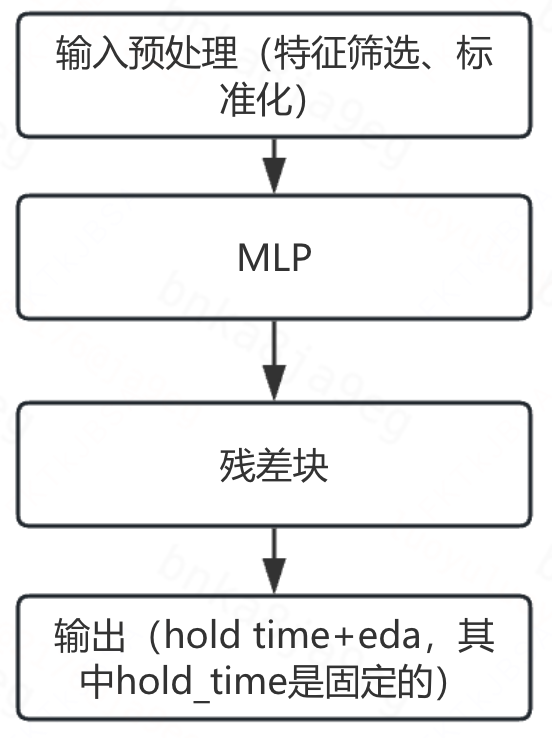 输入预处理（特征筛选、标
准化）
MLP
残差块
输出（hold time+eda，其
中hold_time是固定的）